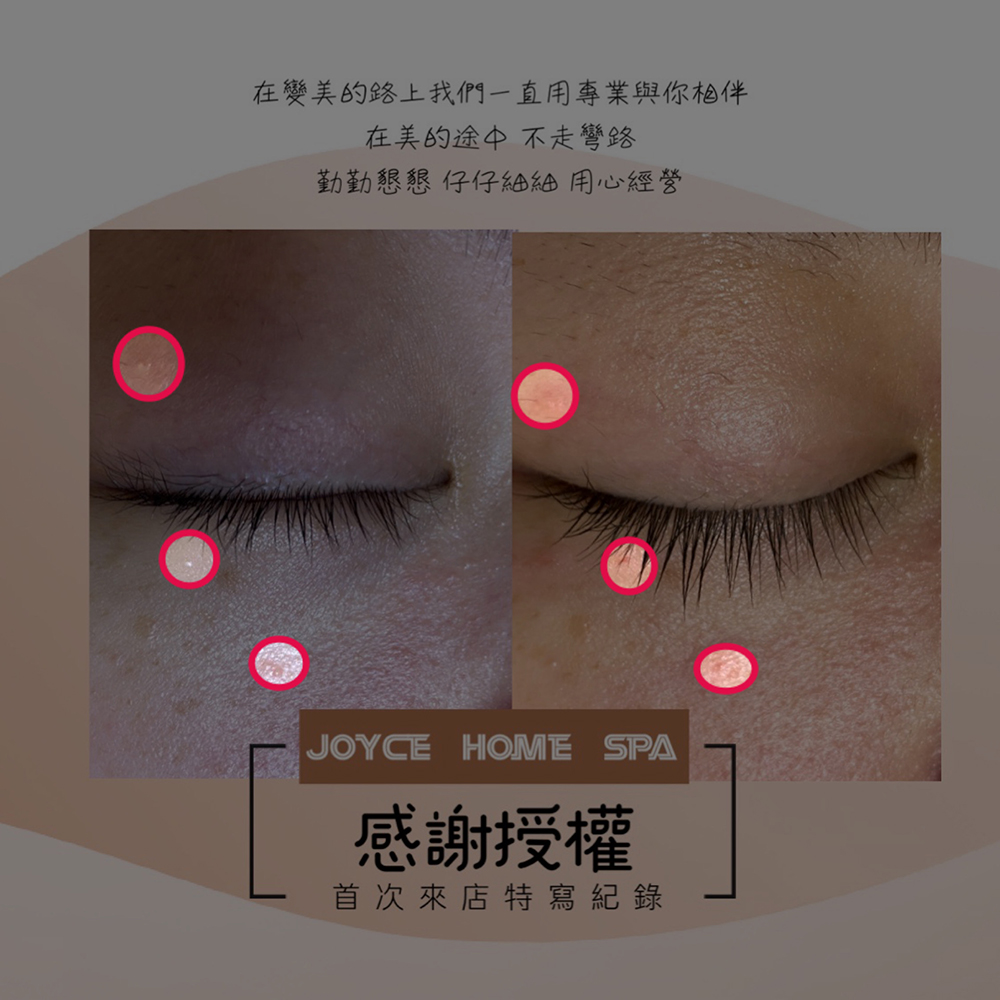 在變美的路上我們一直用專業與你相伴
在美的途中 不走彎路
勤勤懇懇 仔仔細細 用心經營
JOYCE HOME SPA
感謝授權
首次來店特寫紀錄